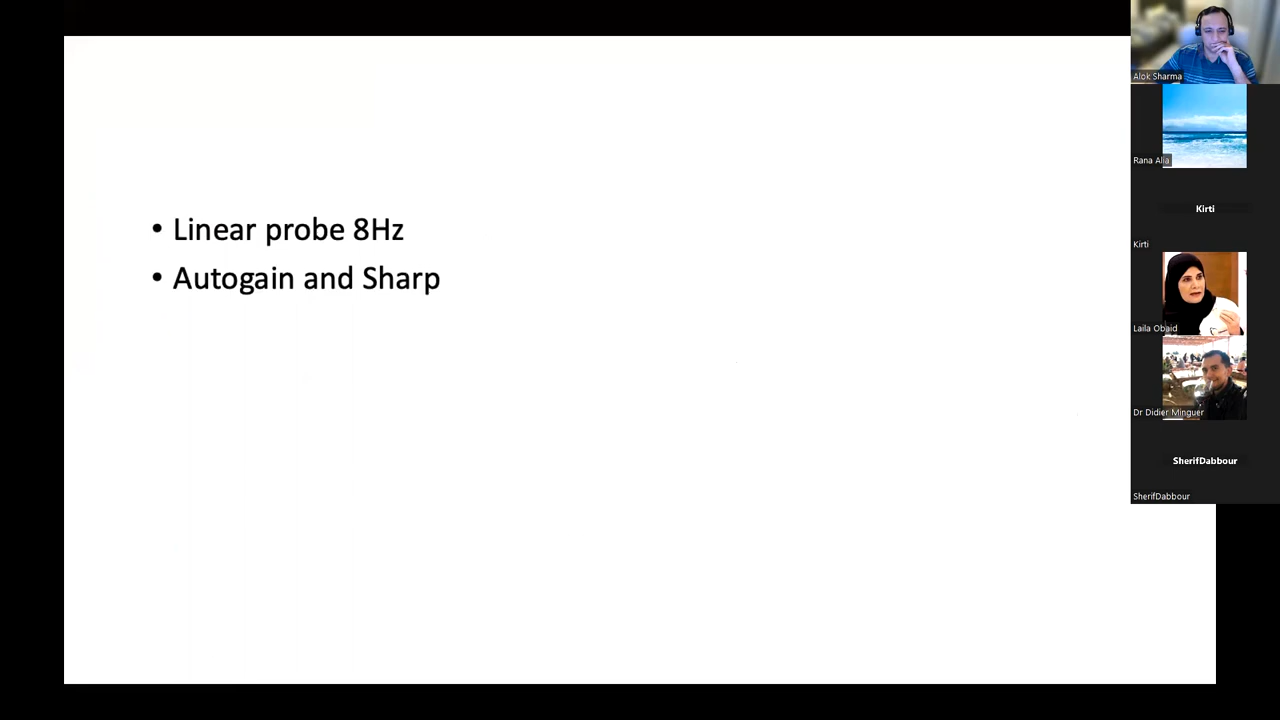 • Linear probe 8Hz
• Autogain and Sharp
Alok Sharma
Rana Alia
Kirti
Kirti
Laila Obaid
Dr Didier Minguer
SherifDabbour
SherifDabbour